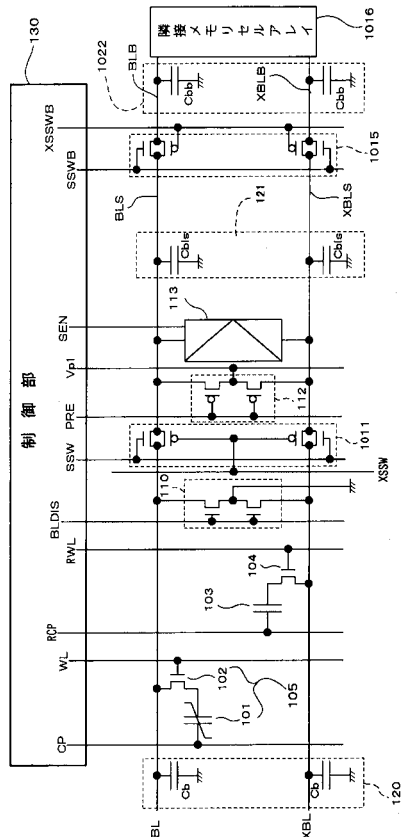 130
制 御 部
隣接メモリセルアレイ
1016
1022
BLB
XBLB
Cbb
Cbb
XSSWB
SSWB
1015
BLS
XBLS
121
Cbls
Cbls
113
SEN
Vpl
PRE
112
SSW
1011
XSSW
110
BLDIS
RWL
104
103
RCP
WL
102
105
101
CP
Cb
Cb
120
BL
XBL